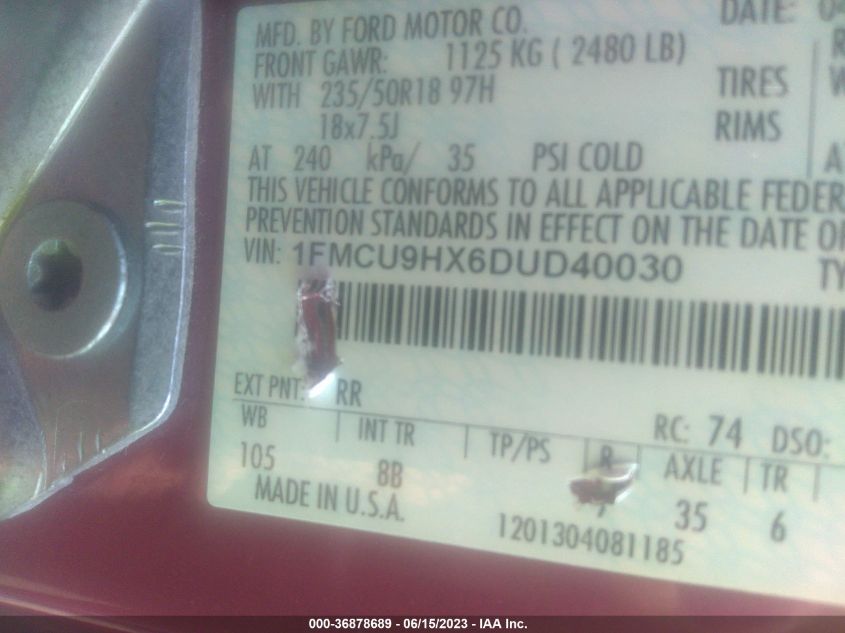 MFD. BY FORD MOTOR CO.
DATE: 0
FRONT GAWR: 1125 KG ( 2480 LB)
WITH 235/50R18 97H
TIRES
18x7.5J
RIMS
AT 240 kPa/ 35 PSI COLD
THIS VEHICLE CONFORMS TO ALL APPLICABLE FEDER
PREVENTION STANDARDS IN EFFECT ON THE DATE O
VIN: 1FMCU9HX6DUD40030
TY
EXT PNT: RR
RC: 74 DSO:
WB | INT TR | TP/PS | R | AXLE | TR |
105 8B 35 6
MADE IN U.S.A.
1201304081185
000-36878689 - 06/15/2023 - IAA Inc.